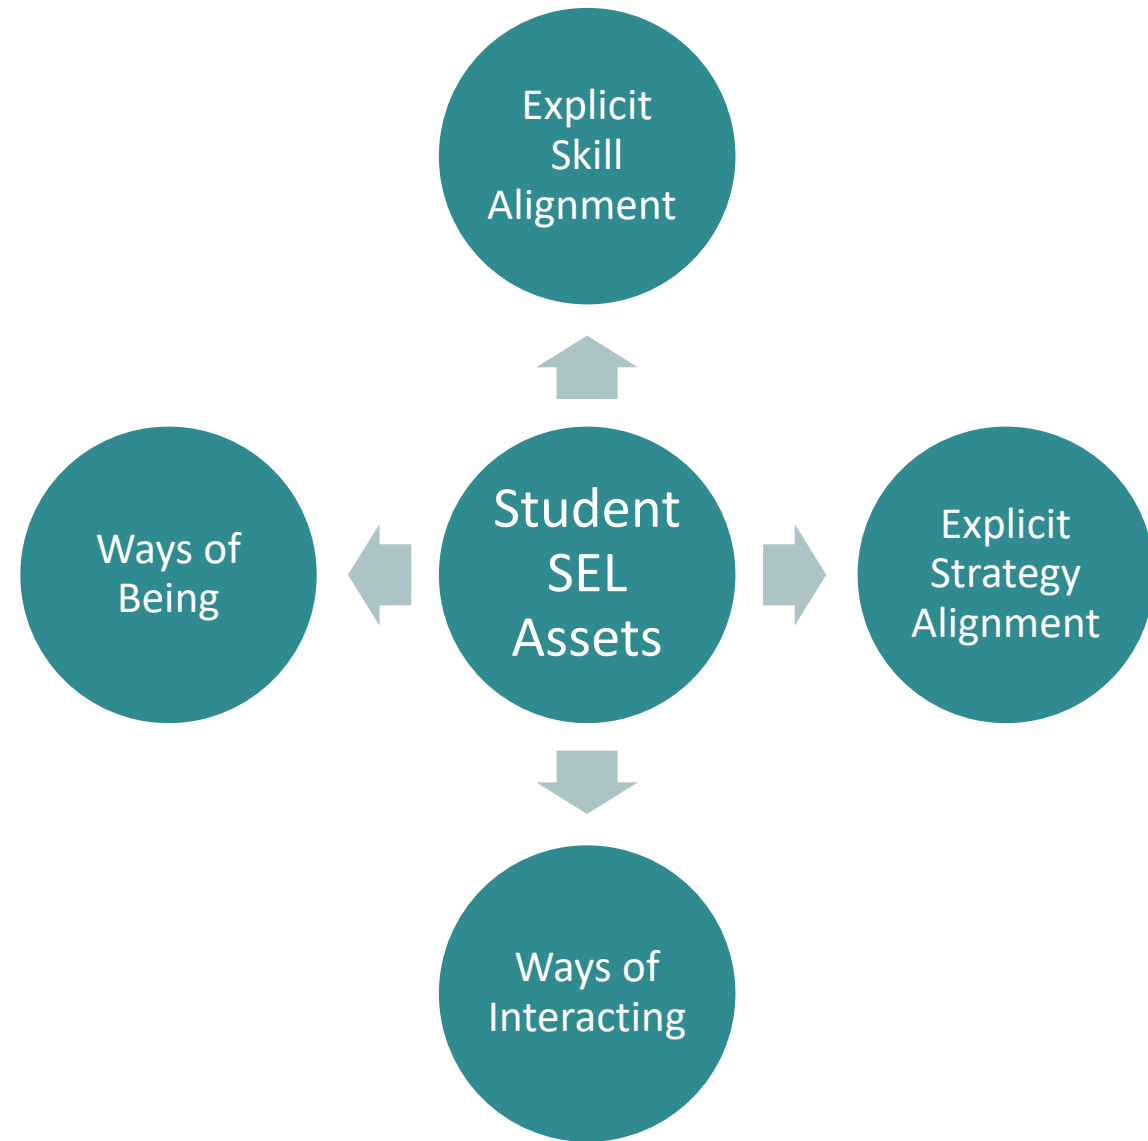 Explicit
Skill
Alignment
Ways of
Being
Student
SEL
Assets
Explicit
Strategy
Alignment
Ways of
Interacting